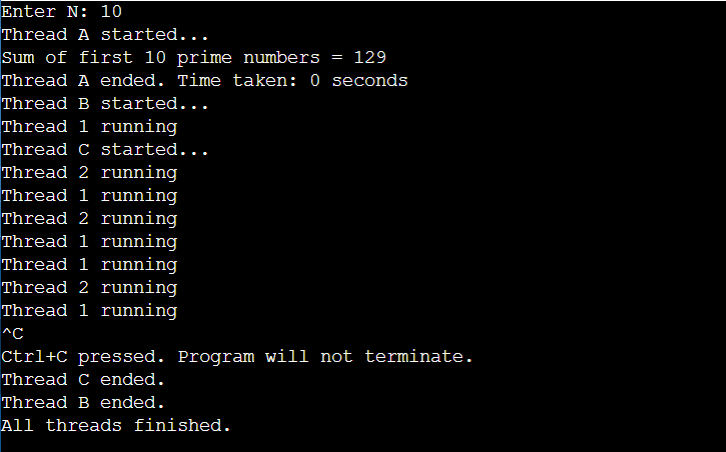 Enter N: 10
Thread A started...
Sum of first 10 prime numbers = 129
Thread A ended. Time taken: 0 seconds
Thread B started...
Thread 1 running
Thread C started...
Thread 2 running
Thread 1 running
Thread 2 running
Thread 1 running
Thread 1 running
Thread 2 running
Thread 1 running
^C
Ctrl+C pressed. Program will not terminate.
Thread C ended.
Thread B ended.
All threads finished.